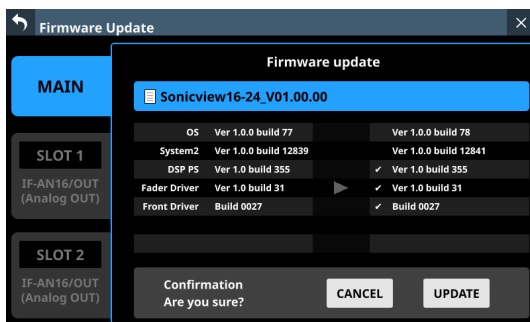 Firmware Update
MAIN
SLOT 1
IF-AN16/OUT
(Analog OUT)
SLOT 2
IF-AN16/OUT
(Analog OUT)
Firmware update
Sonicview16-24_V01.00.00
OS Ver 1.0.0 build 77 Ver 1.0.0 build 78
System2 Ver 1.0.0 build 12839 Ver 1.0.0 build 12841
DSP PS Ver 1.0 build 355 ✔ Ver 1.0 build 355
Fader Driver Ver 1.0 build 31 ✔ Ver 1.0 build 31
Front Driver Build 0027 ✔ Build 0027
Confirmation
Are you sure?
CANCEL
UPDATE